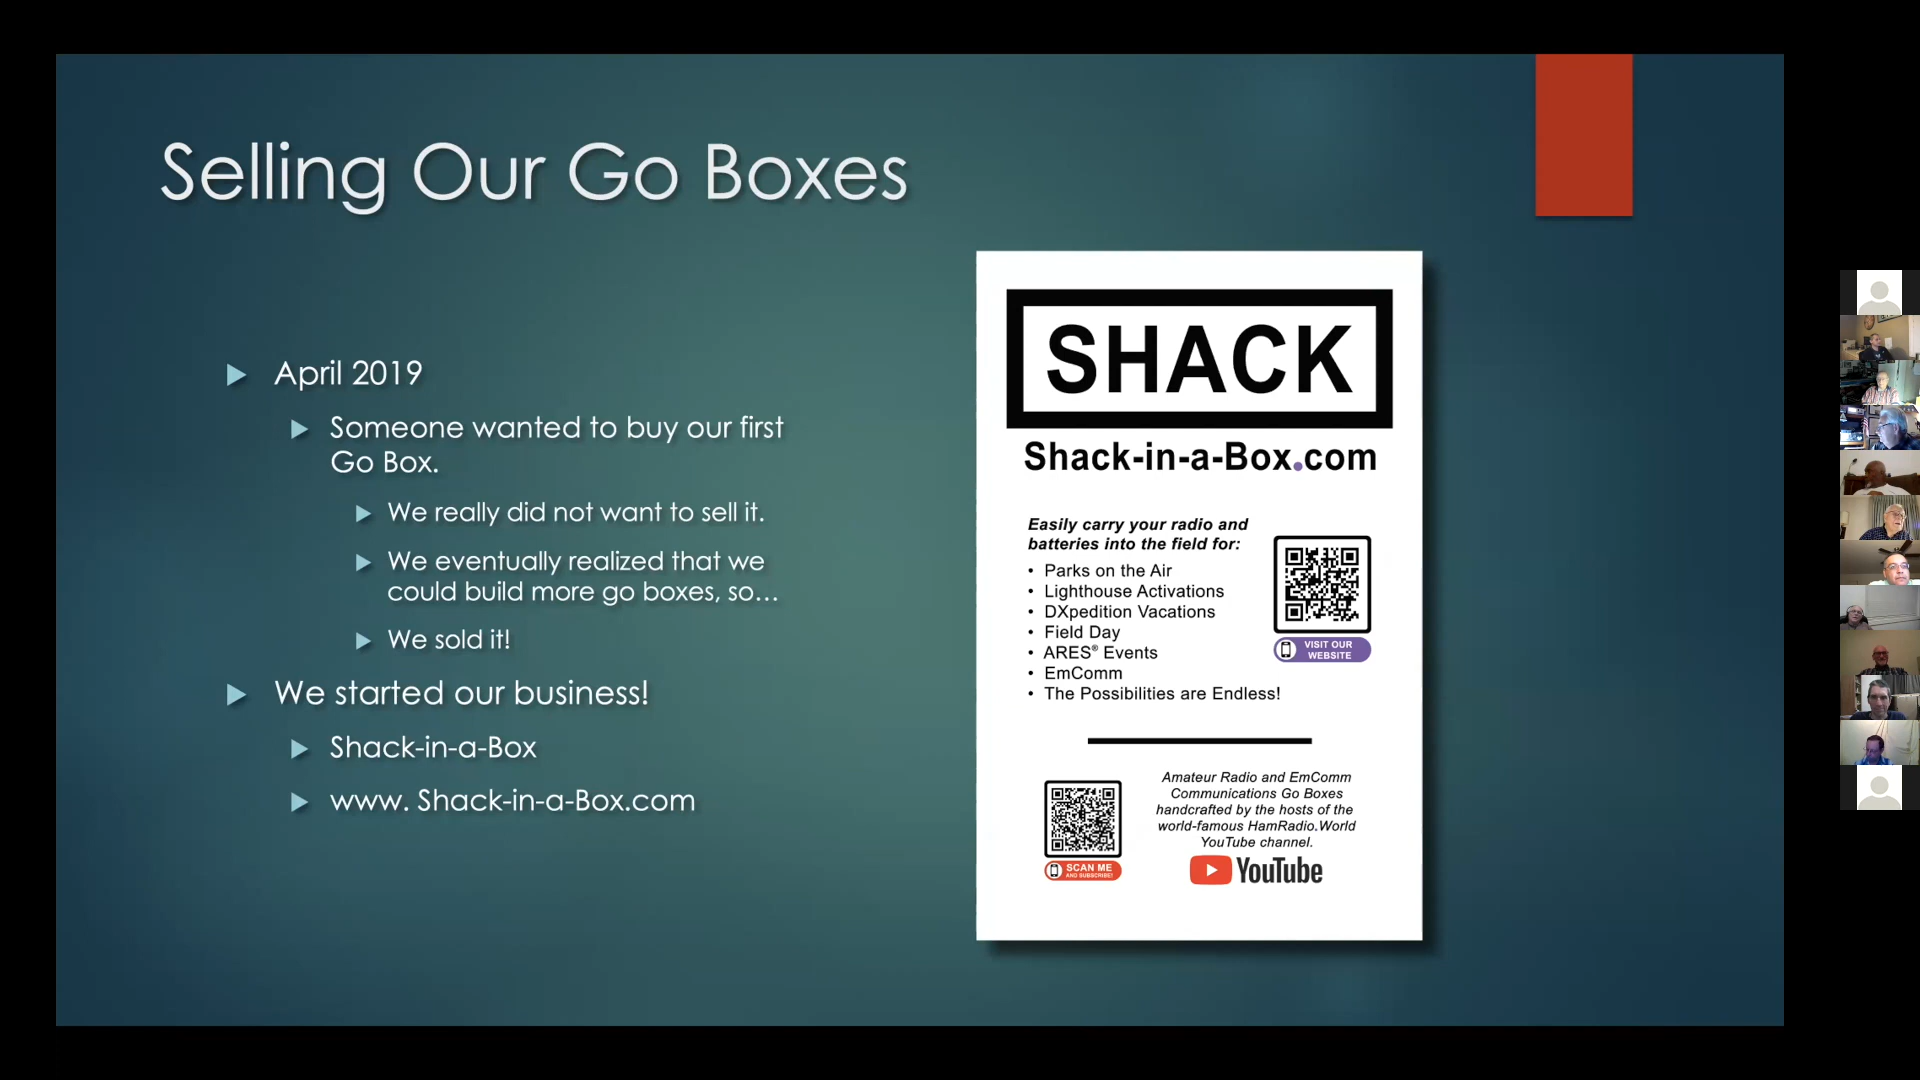 Selling Our Go Boxes
April 2019
Someone wanted to buy our first
Go Box.
We really did not want to sell it.
We eventually realized that we
could build more go boxes, so...
We sold it!
We started our business!
Shack-in-a-Box
www. Shack-in-a-Box.com
SHACK
Shack-in-a-Box.com
Easily carry your radio and
batteries into the field for:
• Parks on the Air
• Lighthouse Activations
• DXpedition Vacations
• Field Day
• ARES® Events
• EmComm
• The Possibilities are Endless!
VISIT OUR
WEBSITE
Amateur Radio and EmComm
Communications Go Boxes
handcrafted by the hosts of the
world-famous HamRadio.World
YouTube channel.
YouTube
SCAN ME
AND SUBSCRIBE!